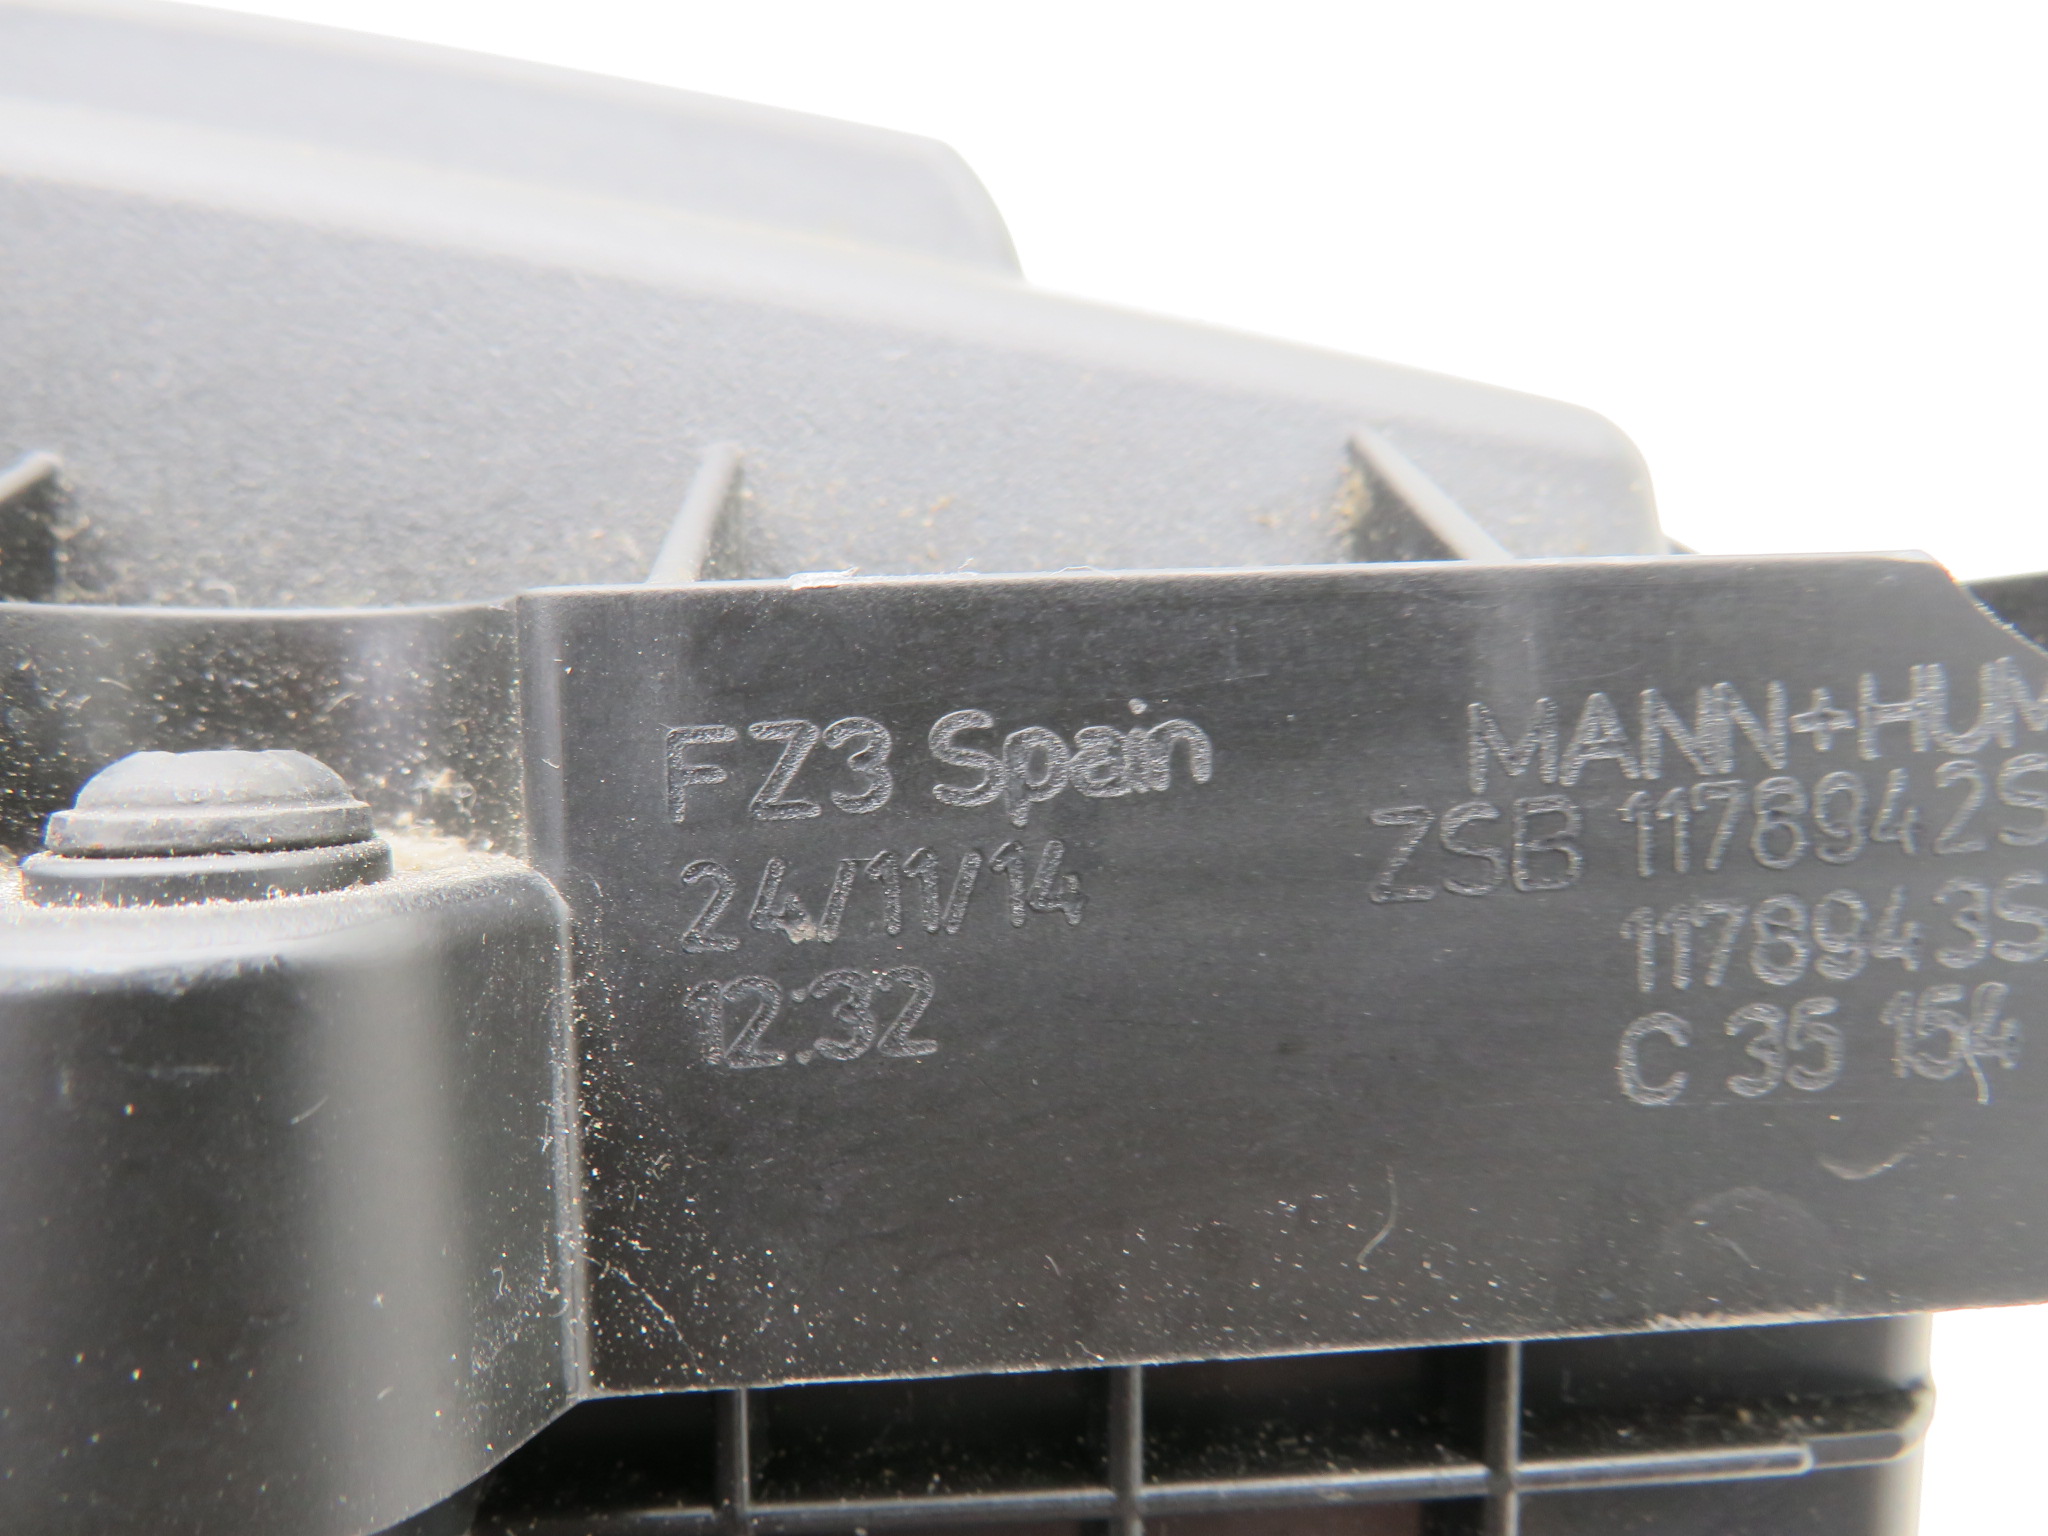 FZ3 Spain
24/11/14
12:32
MANN+HUM
ZSB 1178942S
1178943S
C 35 154